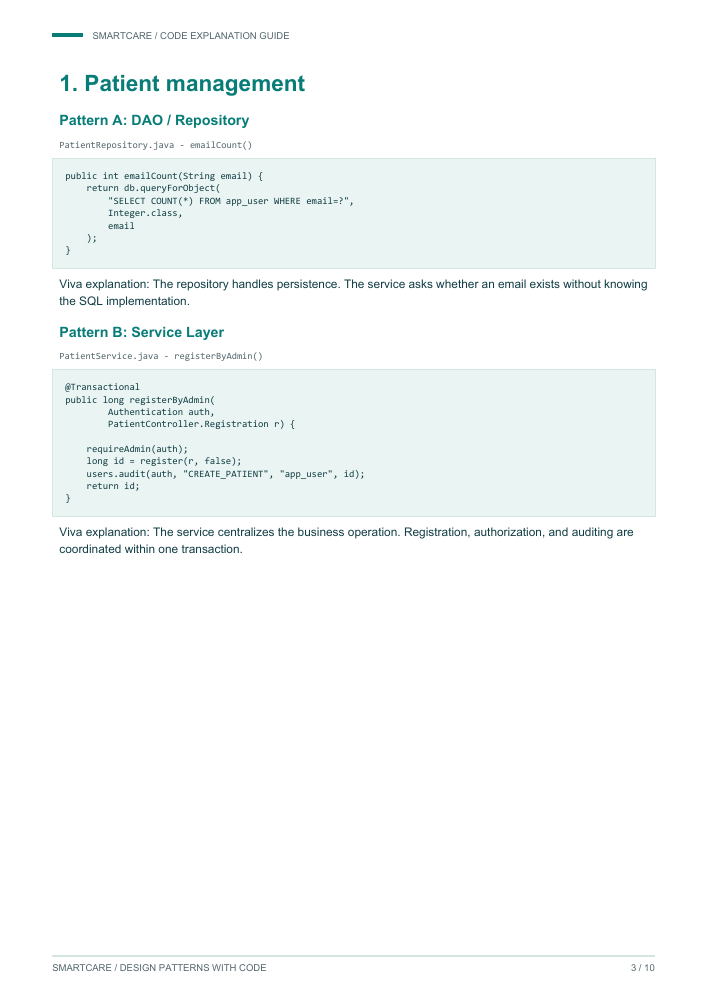 SMARTCARE / CODE EXPLANATION GUIDE
1. Patient management
Pattern A: DAO / Repository
PatientRepository.java - emailCount()
public int emailCount(String email) {
    return db.queryForObject(
        "SELECT COUNT(*) FROM app_user WHERE email=?",
        Integer.class,
        email
    );
}
Viva explanation: The repository handles persistence. The service asks whether an email exists without knowing
the SQL implementation.
Pattern B: Service Layer
PatientService.java - registerByAdmin()
@Transactional
public long registerByAdmin(
        Authentication auth,
        PatientController.Registration r) {
    requireAdmin(auth);
    long id = register(r, false);
    users.audit(auth, "CREATE_PATIENT", "app_user", id);
    return id;
}
Viva explanation: The service centralizes the business operation. Registration, authorization, and auditing are
coordinated within one transaction.
SMARTCARE / DESIGN PATTERNS WITH CODE
3 / 10